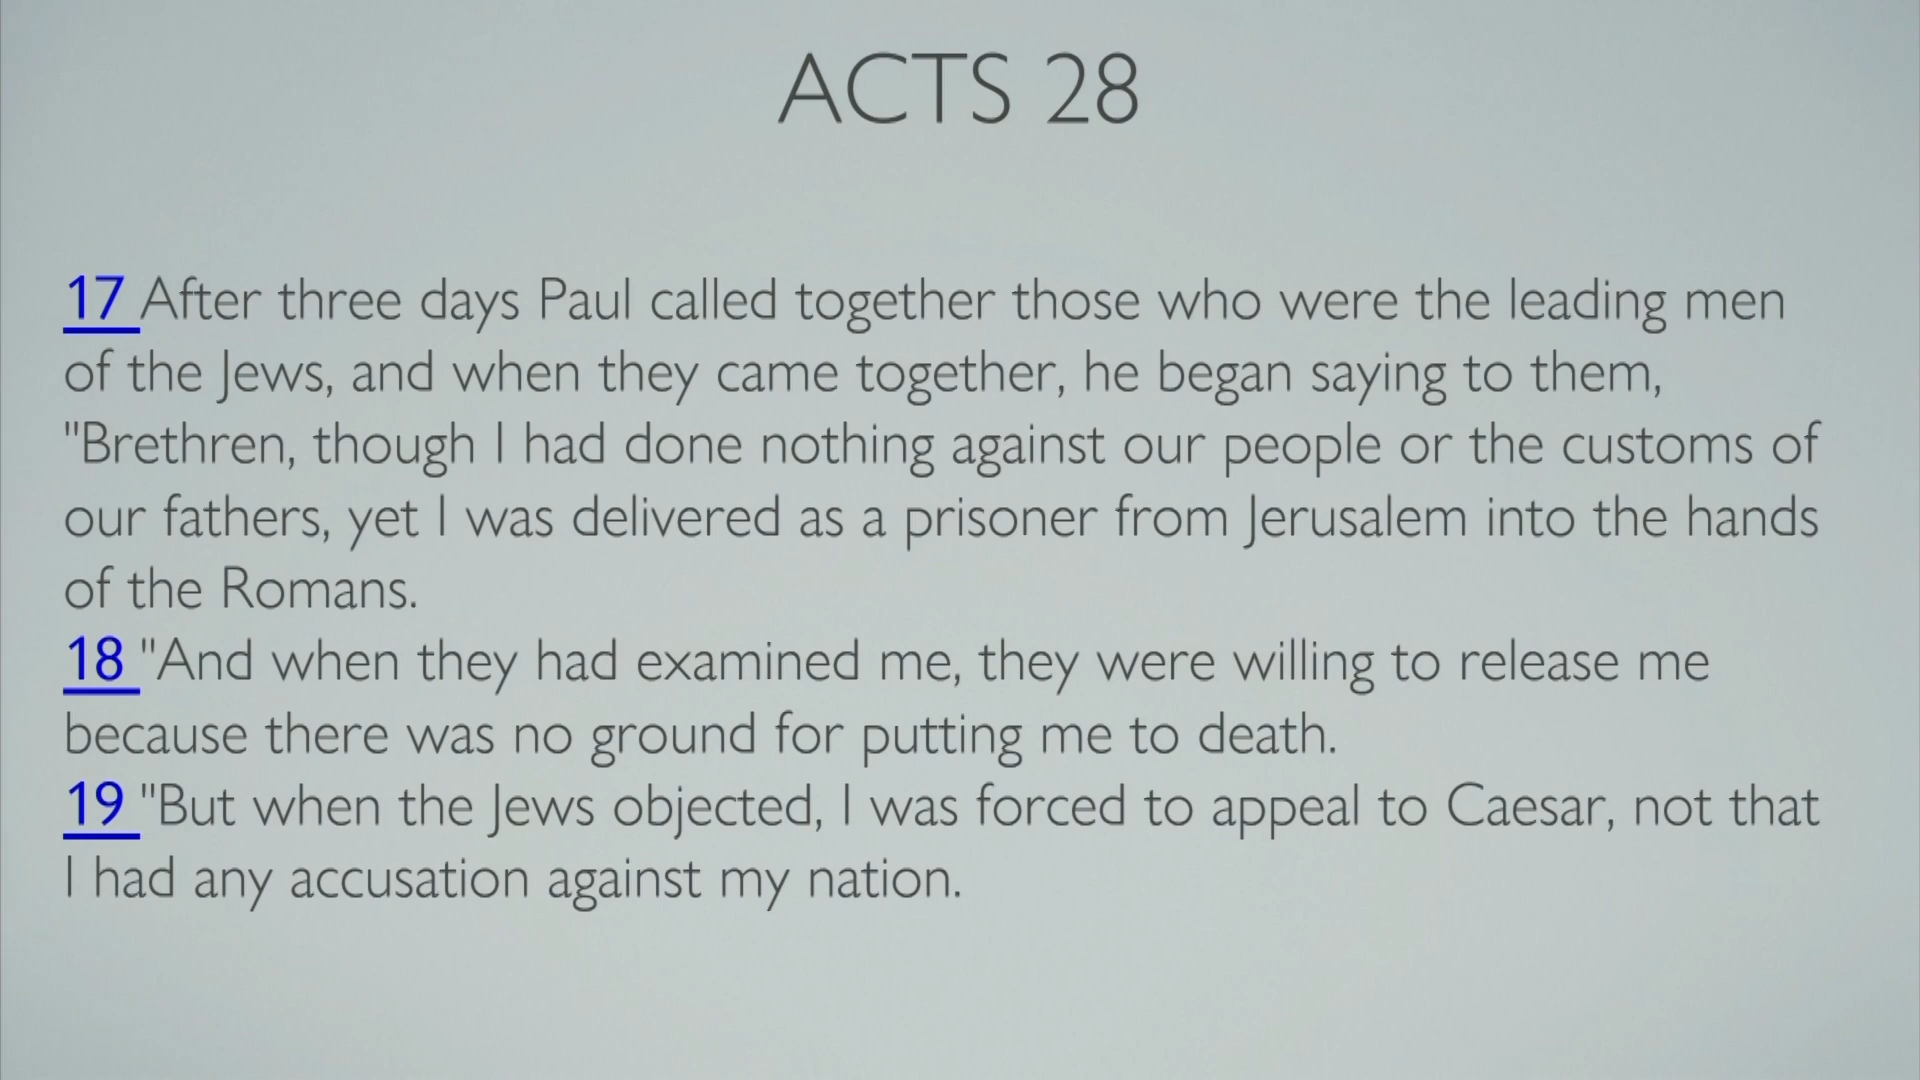 ACTS 28
17 After three days Paul called together those who were the leading men
of the Jews, and when they came together, he began saying to them,
"Brethren, though I had done nothing against our people or the customs of
our fathers, yet I was delivered as a prisoner from Jerusalem into the hands
of the Romans.
18 "And when they had examined me, they were willing to release me
because there was no ground for putting me to death.
19 "But when the Jews objected, I was forced to appeal to Caesar, not that
I had any accusation against my nation.